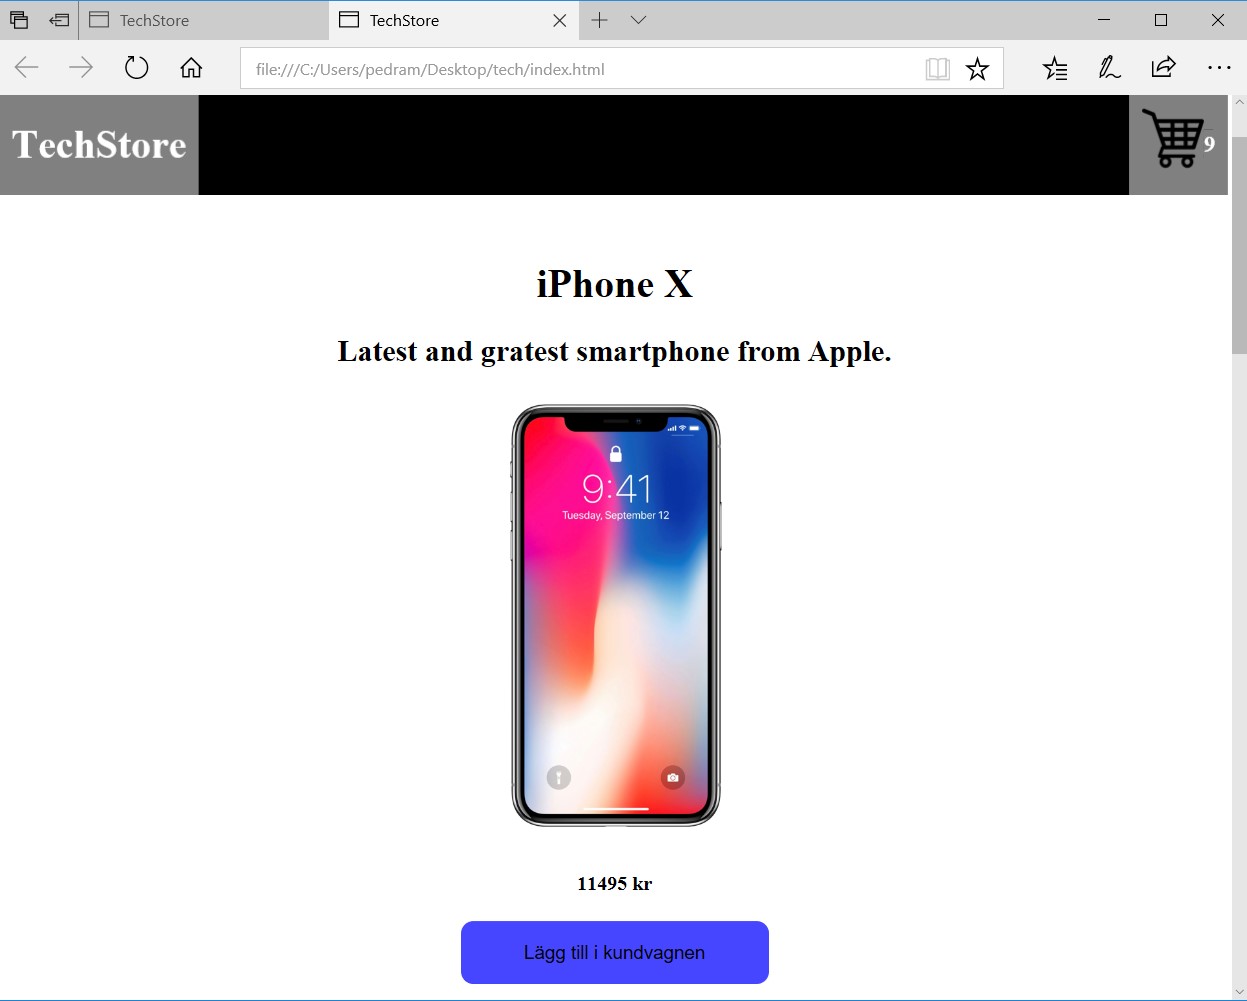 TechStore
TechStore
file:///C:/Users/pedram/Desktop/tech/index.html
TechStore
9
iPhone X
Latest and gratest smartphone from Apple.
9:41
Tuesday, September 12
11495 kr
Lägg till i kundvagnen